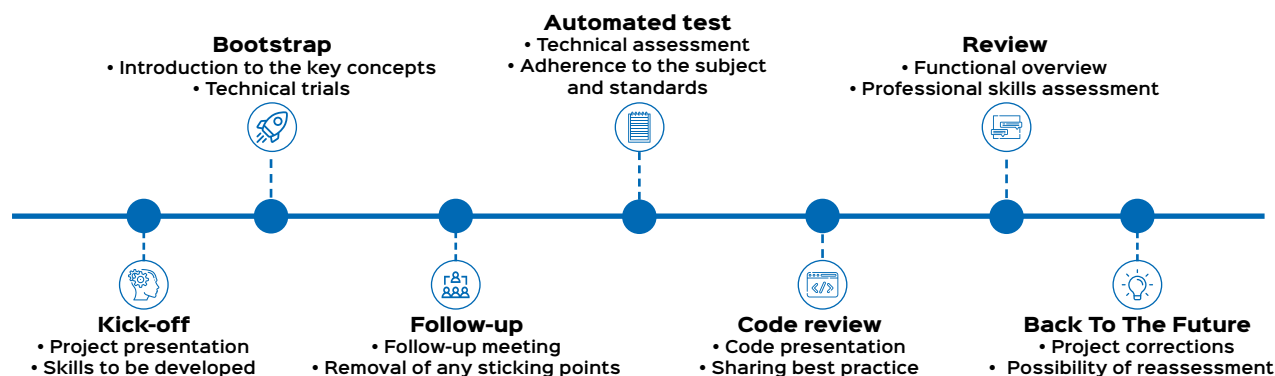 Bootstrap
• Introduction to the key concepts
• Technical trials
Automated test
• Technical assessment
• Adherence to the subject
and standards
Review
• Functional overview
• Professional skills assessment
Kick-off
• Project presentation
• Skills to be developed
Follow-up
• Follow-up meeting
• Removal of any sticking points
Code review
• Code presentation
• Sharing best practice
Back To The Future
• Project corrections
• Possibility of reassessment